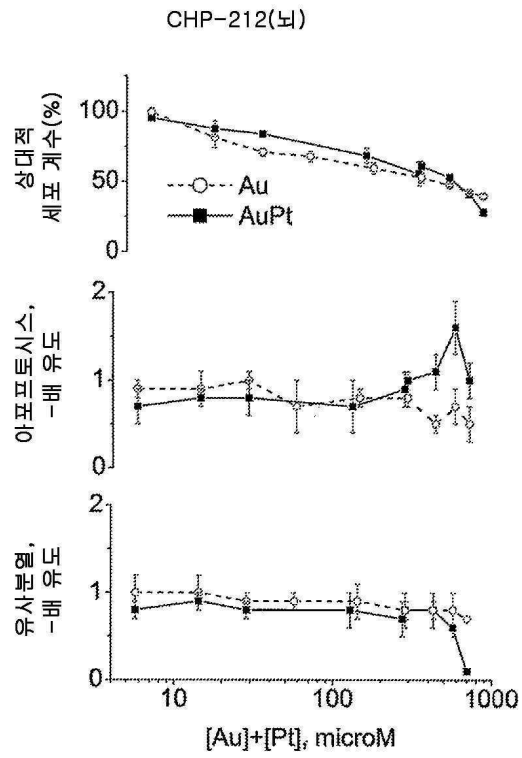 CHP-212(뇌)
상대적
세포 계수(%)
100
50
0
Au
AuPt
아포프토시스,
-배 유도
2
1
0
유사분열,
-배 유도
2
1
0
10
100
1000
[Au]+[Pt], microM